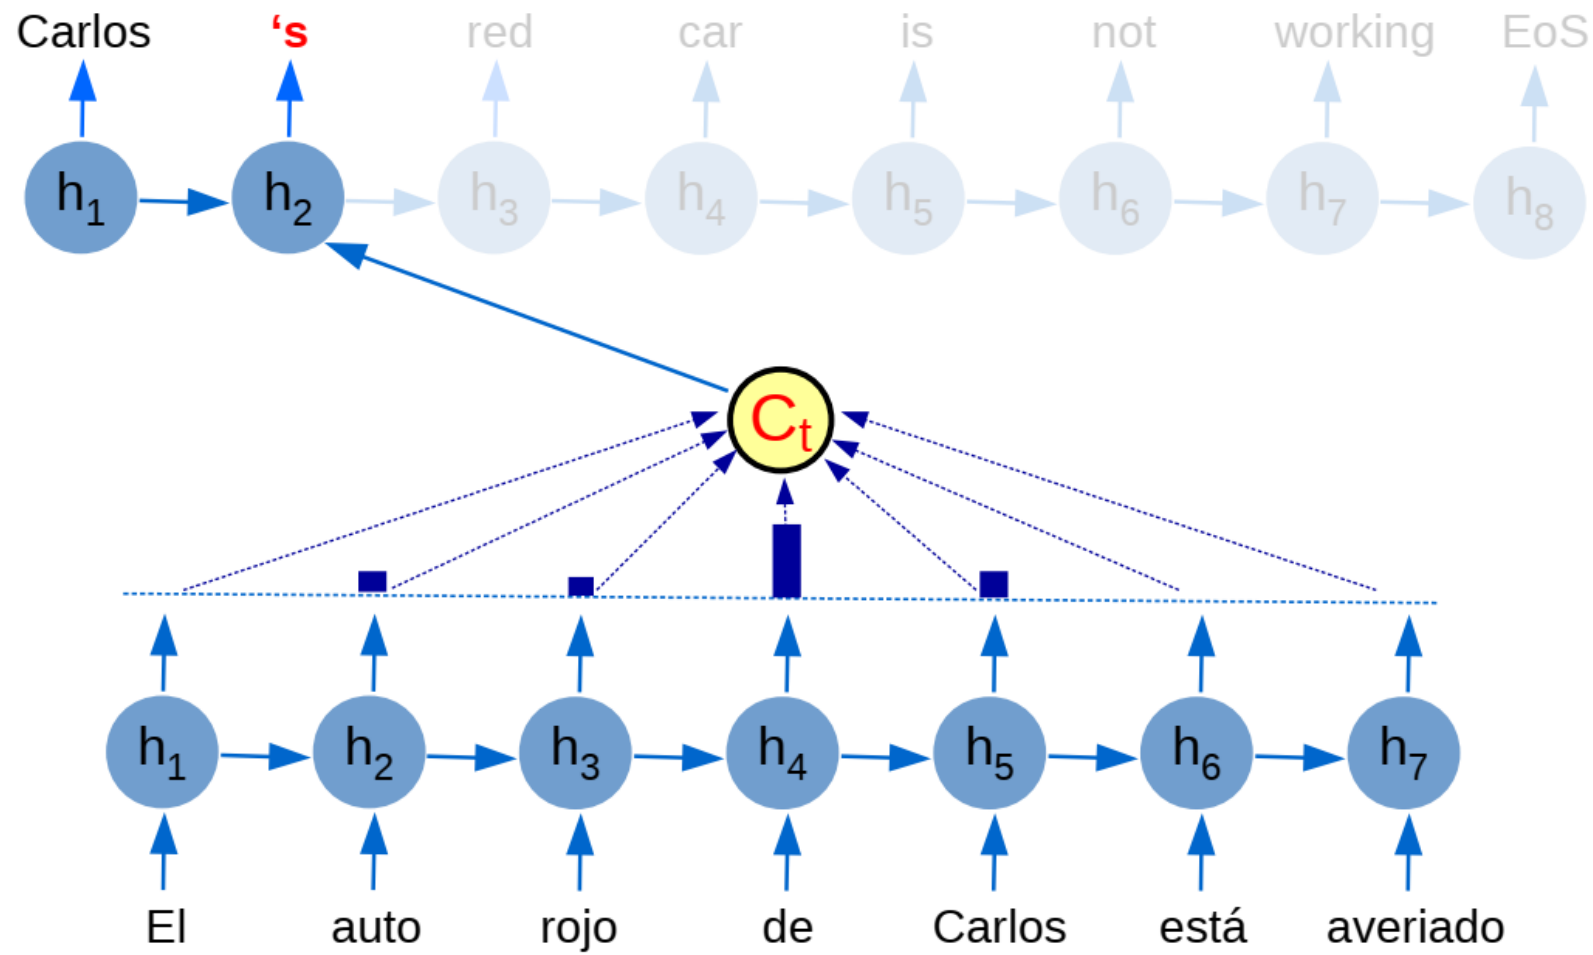 Carlos 's red car is not working EoS
h1 h2 h3 h4 h5 h6 h7 h8
Ct
h1 h2 h3 h4 h5 h6 h7
El auto rojo de Carlos está averiado